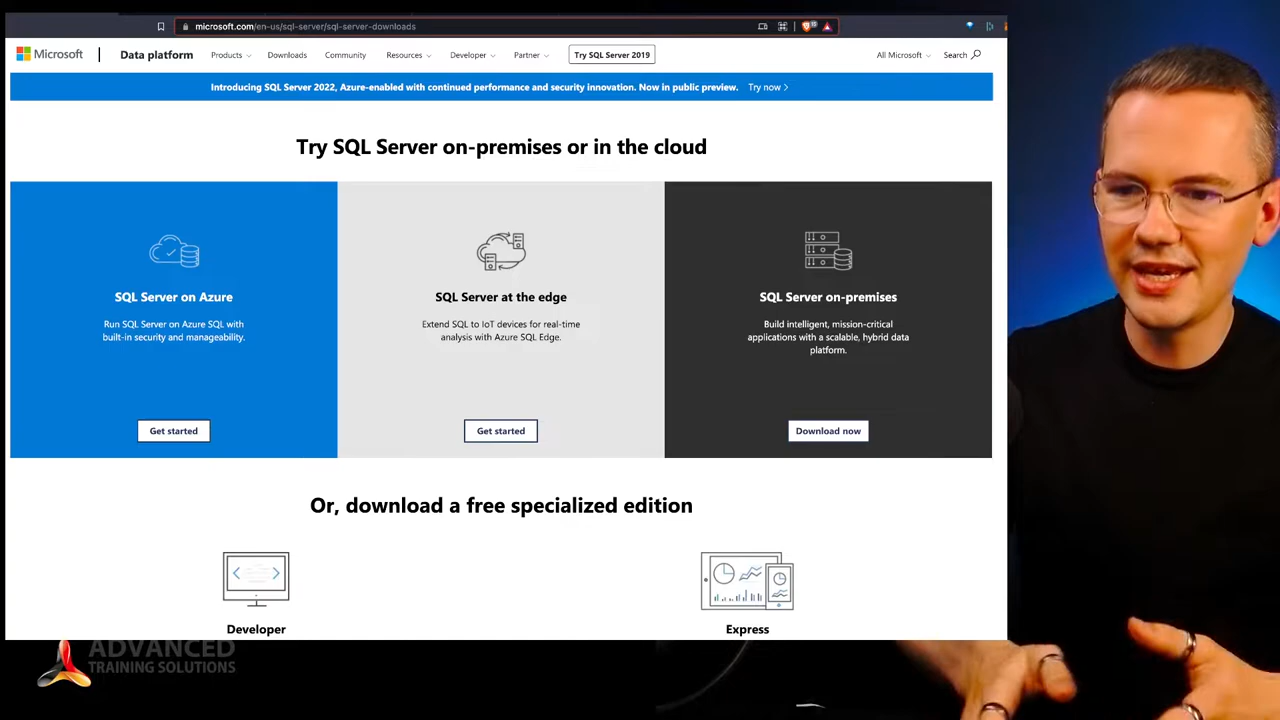 microsoft.com/en-us/sql-server/sql-server-downloads
15
Microsoft
Data platform
Products
Downloads
Community
Resources
Developer
Partner
Try SQL Server 2019
All Microsoft
Search
Introducing SQL Server 2022, Azure-enabled with continued performance and security innovation. Now in public preview. Try now
Try SQL Server on-premises or in the cloud
SQL Server on Azure
Run SQL Server on Azure SQL with
built-in security and manageability.
Get started
SQL Server at the edge
Extend SQL to IoT devices for real-time
analysis with Azure SQL Edge.
Get started
SQL Server on-premises
Build intelligent, mission-critical
applications with a scalable, hybrid data
platform.
Download now
Or, download a free specialized edition
Developer
Express
ADVANCED
TRAINING SOLUTIONS